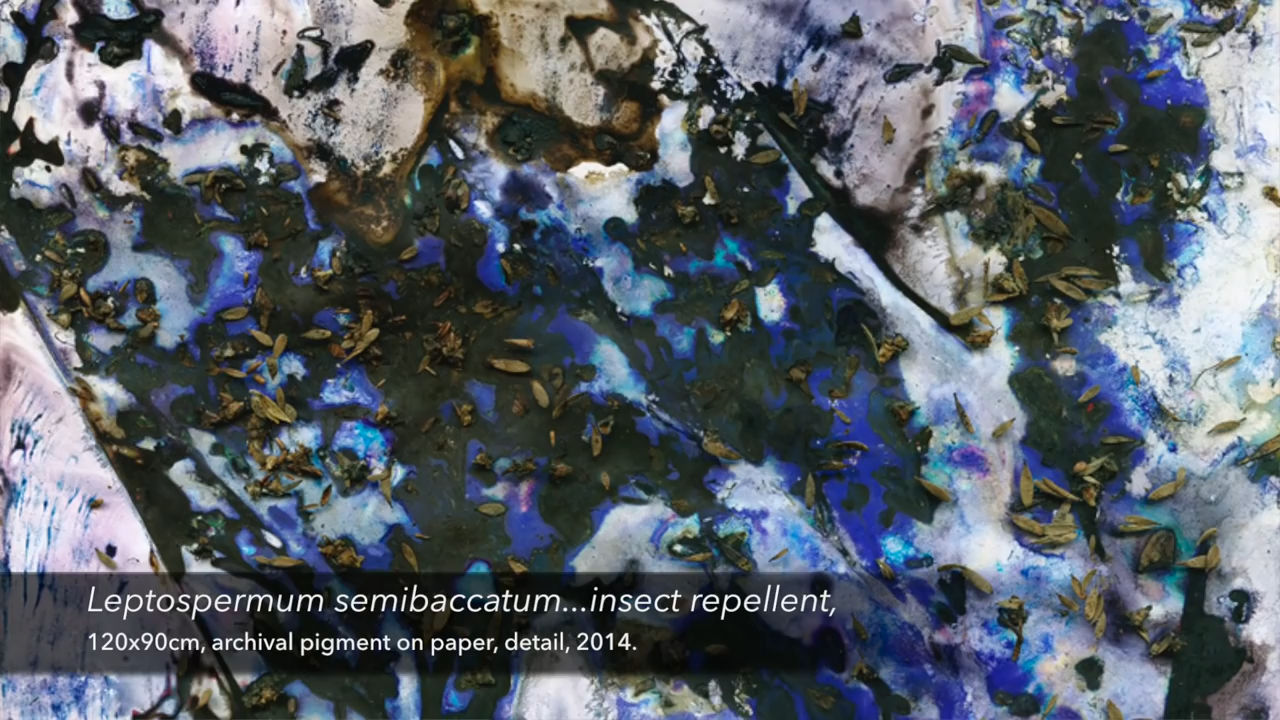 Leptospermum semibaccatum...insect repellent,
120x90cm, archival pigment on paper, detail, 2014.